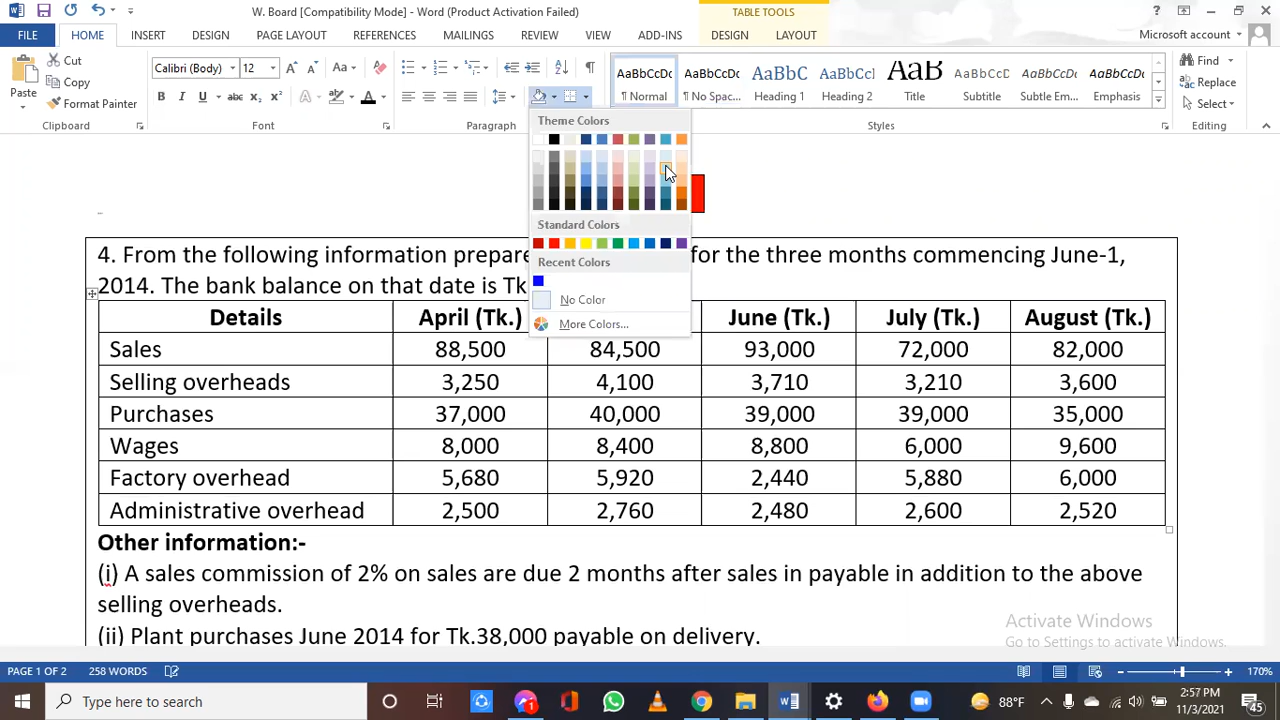 W. Board [Compatibility Mode] - Word (Product Activation Failed)
TABLE TOOLS
?
FILE HOME INSERT DESIGN PAGE LAYOUT REFERENCES MAILINGS REVIEW VIEW ADD-INS DESIGN LAYOUT Microsoft account
Paste
Cut
Copy
Format Painter
Clipboard
Calibri (Body) 12
Font
Paragraph
AaBbCcDc AaBbCcDc AaBbC AaBbCc AaB AaBbCcD AaBbCcDc AaBbCcDc
¶ Normal ¶ No Spac... Heading 1 Heading 2 Title Subtitle Subtle Em... Emphasis
Styles
Find
Replace
Select
Editing
Theme Colors
Standard Colors
Recent Colors
No Color
More Colors...
4. From the following information prepare for the three months commencing June-1,
2014. The bank balance on that date is Tk
Details April (Tk.) June (Tk.) July (Tk.) August (Tk.)
Sales 88,500 84,500 93,000 72,000 82,000
Selling overheads 3,250 4,100 3,710 3,210 3,600
Purchases 37,000 40,000 39,000 39,000 35,000
Wages 8,000 8,400 8,800 6,000 9,600
Factory overhead 5,680 5,920 2,440 5,880 6,000
Administrative overhead 2,500 2,760 2,480 2,600 2,520
Other information:-
(i) A sales commission of 2% on sales are due 2 months after sales in payable in addition to the above
selling overheads.
(ii) Plant purchases June 2014 for Tk.38,000 payable on delivery.
Activate Windows
Go to Settings to activate Windows.
PAGE 1 OF 2 258 WORDS 170%
Type here to search
88°F
2:57 PM
11/3/2021
45